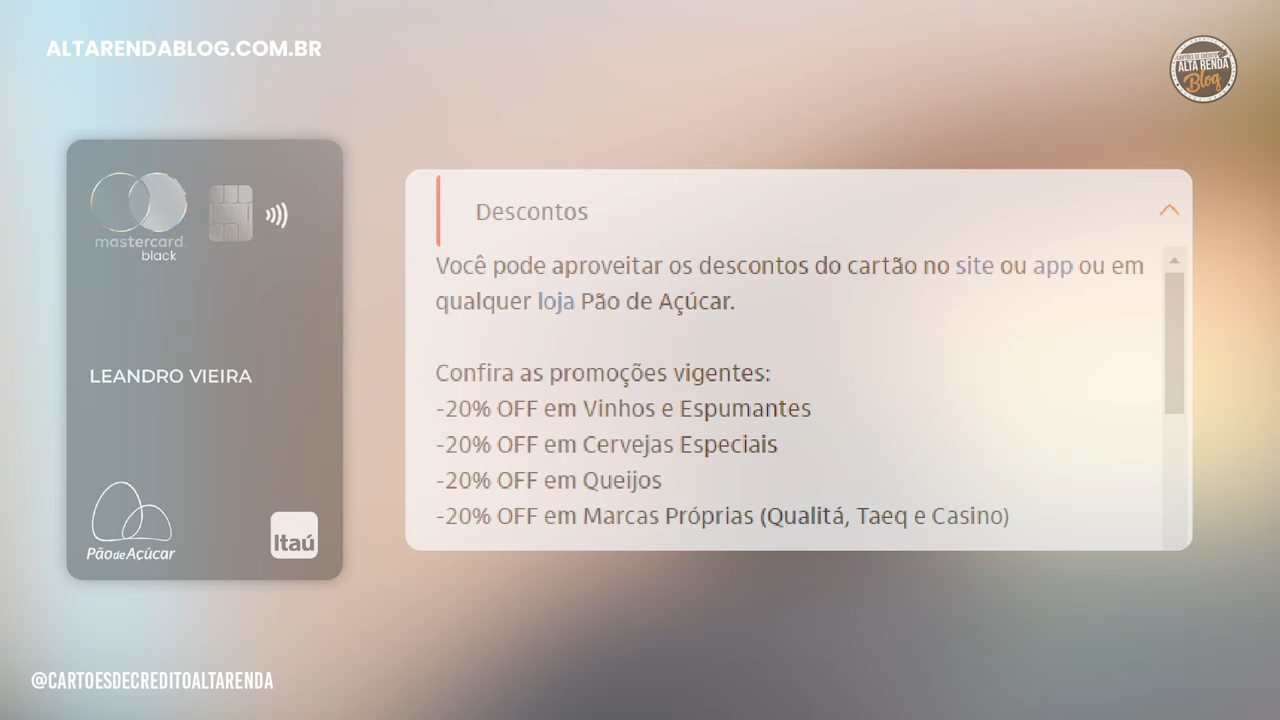 ALTARENDABLOG.COM.BR
CARTÕES DE CRÉDITO
ALTA RENDA
Blog
mastercard
black
LEANDRO VIEIRA
PãodeAçúcar
Itaú
Descontos
Você pode aproveitar os descontos do cartão no site ou app ou em
qualquer loja Pão de Açúcar.
Confira as promoções vigentes:
-20% OFF em Vinhos e Espumantes
-20% OFF em Cervejas Especiais
-20% OFF em Queijos
-20% OFF em Marcas Próprias (Qualitá, Taeq e Casino)
@CARTOESDECREDITOALTARENDA